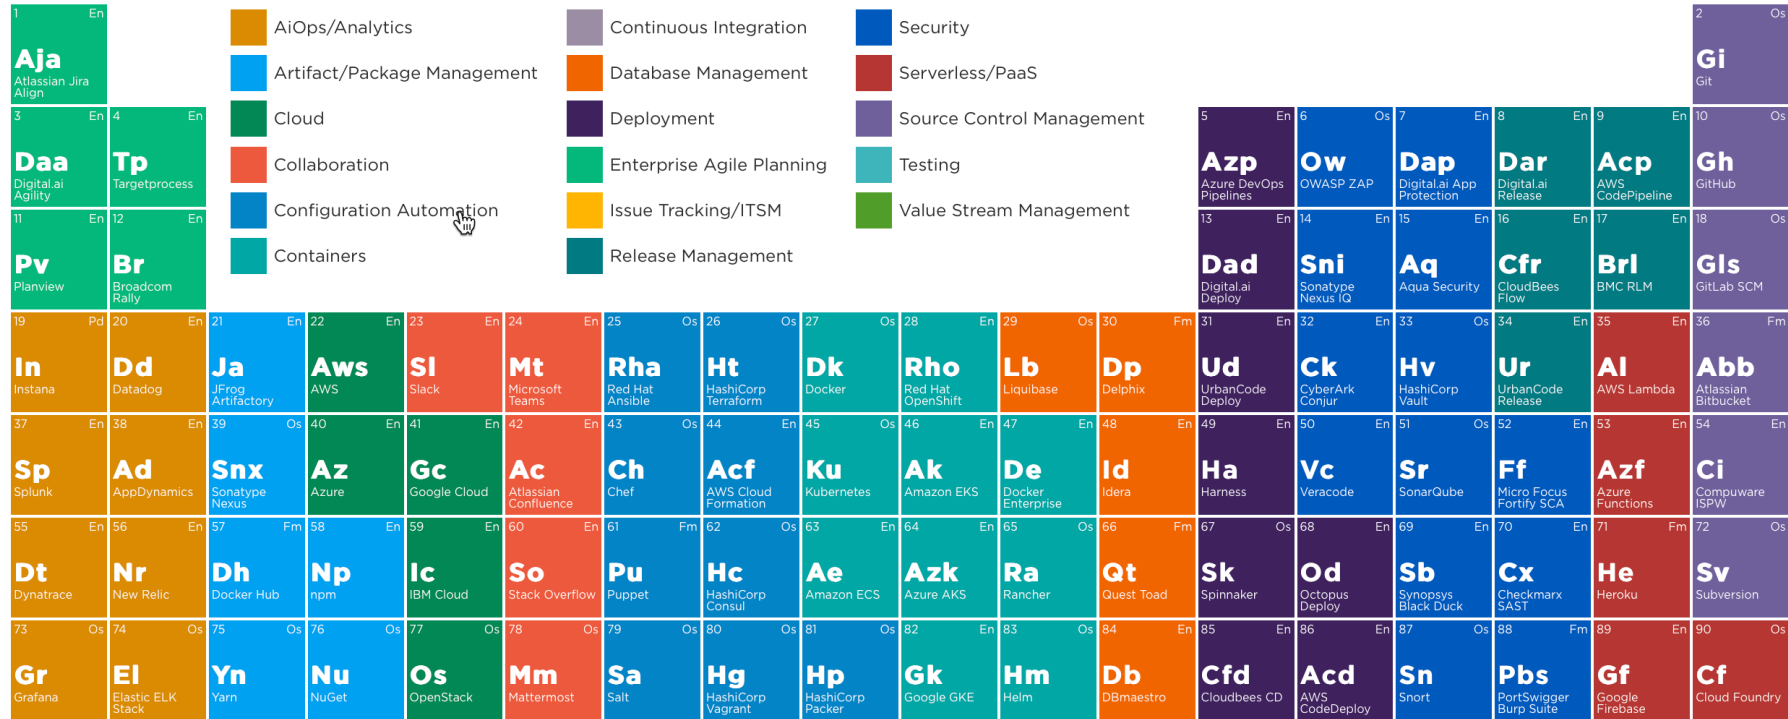 1 En
Aja
Atlassian Jira
Align
AiOps/Analytics
Artifact/Package Management
Cloud
Collaboration
Configuration Automation
Containers
Continuous Integration
Database Management
Deployment
Enterprise Agile Planning
Issue Tracking/ITSM
Release Management
Security
Serverless/PaaS
Source Control Management
Testing
Value Stream Management
2 Os
Gi
Git
3 En
Daa
Digital.ai
Agility
4 En
Tp
Targetprocess
5 En
Azp
Azure DevOps
Pipelines
6 Os
Ow
OWASP ZAP
7 En
Dap
Digital.ai App
Protection
8 En
Dar
Digital.ai
Release
9 En
Acp
AWS
CodePipeline
10 Os
Gh
GitHub
11 En
Pv
Planview
12 En
Br
Broadcom
Rally
13 En
Dad
Digital.ai
Deploy
14 En
Sni
Sonatype
Nexus IQ
15 En
Aq
Aqua Security
16 En
Cfr
CloudBees
Flow
17 En
Brl
BMC RLM
18 Os
Gls
GitLab SCM
19 Pd
In
Instana
20 En
Dd
Datadog
21 En
Ja
JFrog
Artifactory
22 En
Aws
AWS
23 En
Sl
Slack
24 En
Mt
Microsoft
Teams
25 Os
Rha
Red Hat
Ansible
26 Os
Ht
HashiCorp
Terraform
27 Os
Dk
Docker
28 En
Rho
Red Hat
OpenShift
29 Os
Lb
Liquibase
30 Fm
Dp
Delphix
31 En
Ud
UrbanCode
Deploy
32 En
Ck
CyberArk
Conjur
33 Os
Hv
HashiCorp
Vault
34 En
Ur
UrbanCode
Release
35 En
Al
AWS Lambda
36 Fm
Abb
Atlassian
Bitbucket
37 En
Sp
Splunk
38 En
Ad
AppDynamics
39 Os
Snx
Sonatype
Nexus
40 En
Az
Azure
41 En
Gc
Google Cloud
42 En
Ac
Atlassian
Confluence
43 Os
Ch
Chef
44 En
Acf
AWS Cloud
Formation
45 Os
Ku
Kubernetes
46 En
Ak
Amazon EKS
47 En
De
Docker
Enterprise
48 En
Id
Idera
49 En
Ha
Harness
50 En
Vc
Veracode
51 Os
Sr
SonarQube
52 En
Ff
Micro Focus
Fortify SCA
53 En
Azf
Azure
Functions
54 En
Ci
Compuware
ISPW
55 En
Dt
Dynatrace
56 En
Nr
New Relic
57 Fm
Dh
Docker Hub
58 En
Np
npm
59 En
Ic
IBM Cloud
60 En
So
Stack Overflow
61 Fm
Pu
Puppet
62 Os
Hc
HashiCorp
Consul
63 En
Ae
Amazon ECS
64 En
Azk
Azure AKS
65 Os
Ra
Rancher
66 Fm
Qt
Quest Toad
67 Os
Sk
Spinnaker
68 En
Od
Octopus
Deploy
69 En
Sb
Synopsys
Black Duck
70 En
Cx
Checkmarx
SAST
71 Fm
He
Heroku
72 Os
Sv
Subversion
73 Os
Gr
Grafana
74 Os
El
Elastic ELK
Stack
75 Os
Yn
Yarn
76 Os
Nu
NuGet
77 Os
Os
OpenStack
78 Os
Mm
Mattermost
79 Os
Sa
Salt
80 Os
Hg
HashiCorp
Vagrant
81 Os
Hp
HashiCorp
Packer
82 En
Gk
Google GKE
83 Os
Hm
Helm
84 En
Db
DBmaestro
85 En
Cfd
Cloudbees CD
86 En
Acd
AWS
CodeDeploy
87 Os
Sn
Snort
88 Fm
Pbs
PortSwigger
Burp Suite
89 En
Gf
Google
Firebase
90 Os
Cf
Cloud Foundry